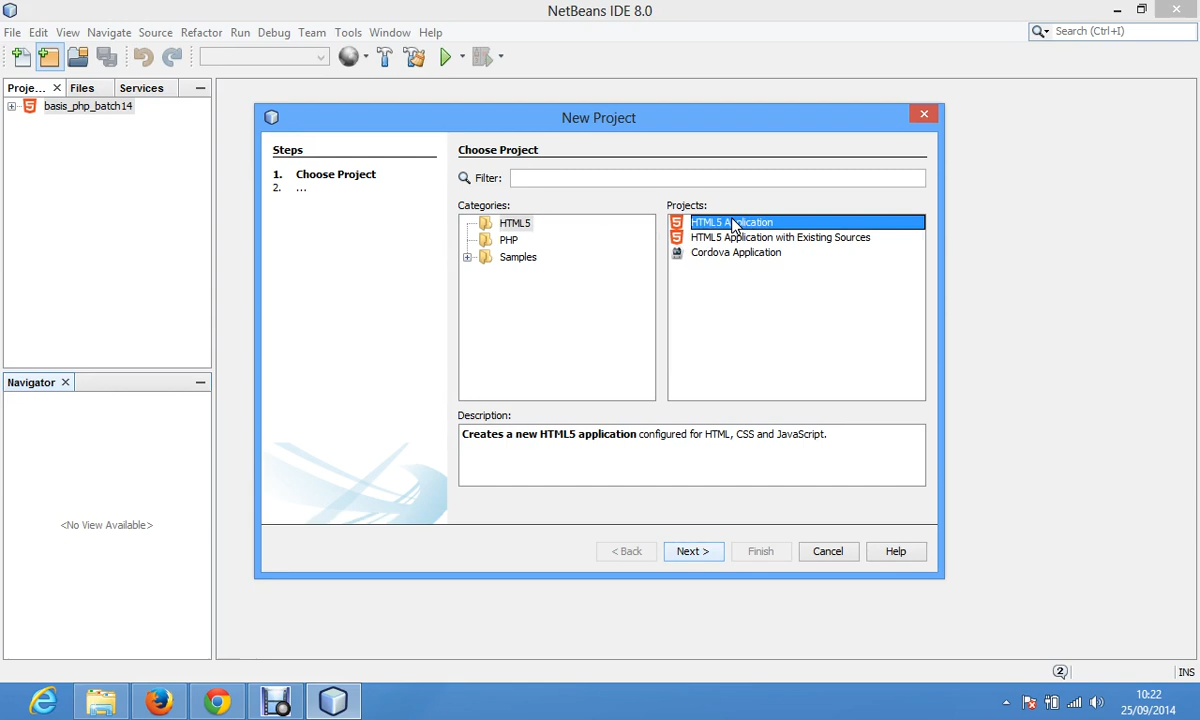 NetBeans IDE 8.0
File Edit View Navigate Source Refactor Run Debug Team Tools Window Help
Search (Ctrl+I)
Proje... Files Services
basis_php_batch14
New Project
Steps
1. Choose Project
2. ...
Choose Project
Filter:
Categories:
HTML5
PHP
Samples
Projects:
HTML5 Application
HTML5 Application with Existing Sources
Cordova Application
Description:
Creates a new HTML5 application configured for HTML, CSS and JavaScript.
< Back Next > Finish Cancel Help
Navigator
<No View Available>
2
INS
10:22
25/09/2014